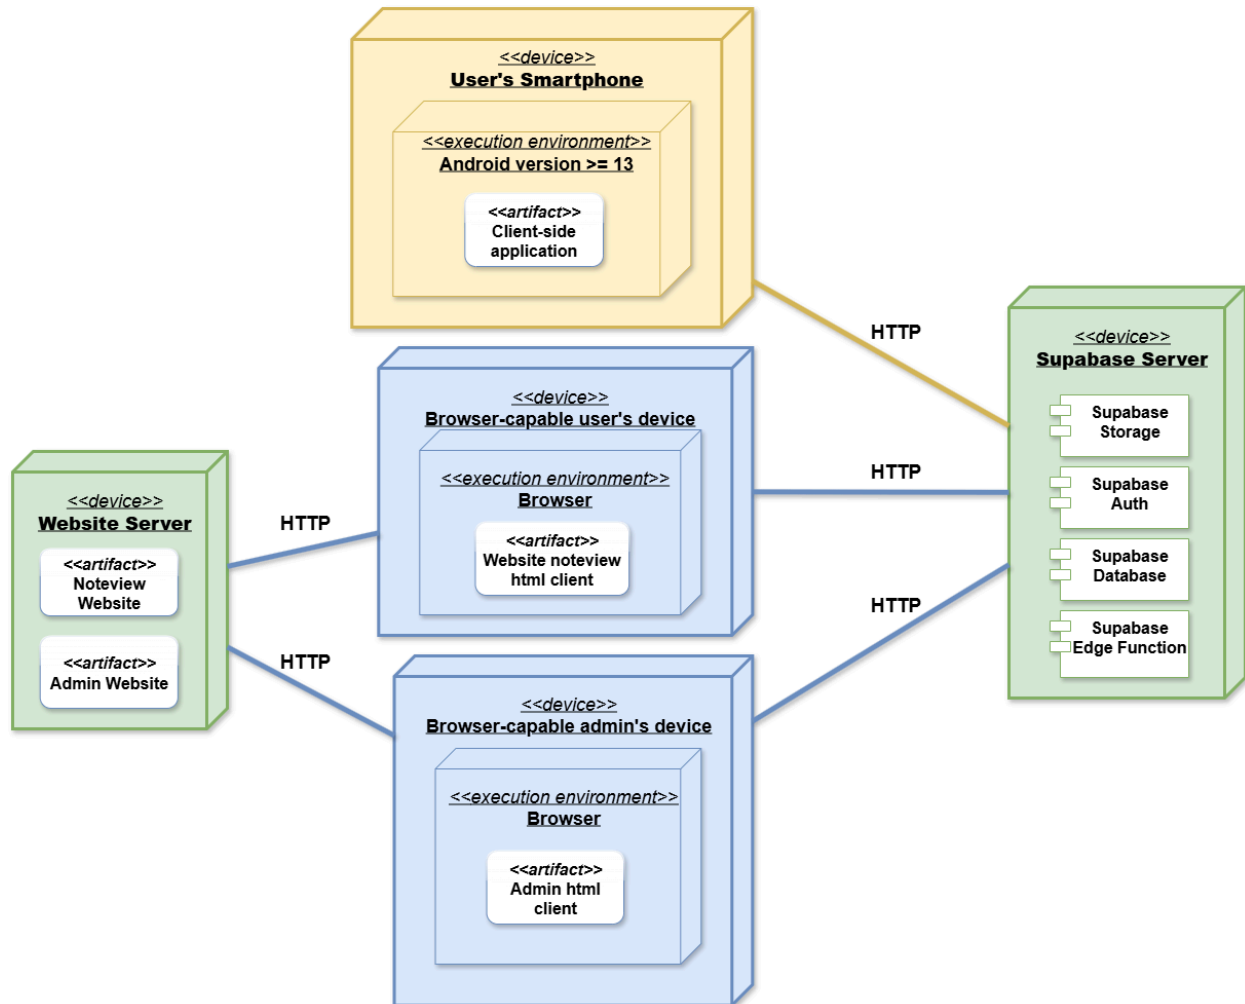 <<device>>
User's Smartphone
<<execution environment>>
Android version >= 13
<<artifact>>
Client-side
application
HTTP
<<device>>
Supabase Server
Supabase
Storage
Supabase
Auth
Supabase
Database
Supabase
Edge Function
<<device>>
Browser-capable user's device
<<execution environment>>
Browser
<<artifact>>
Website noteview
html client
HTTP
HTTP
<<device>>
Website Server
<<artifact>>
Noteview
Website
<<artifact>>
Admin Website
HTTP
HTTP
<<device>>
Browser-capable admin's device
<<execution environment>>
Browser
<<artifact>>
Admin html
client